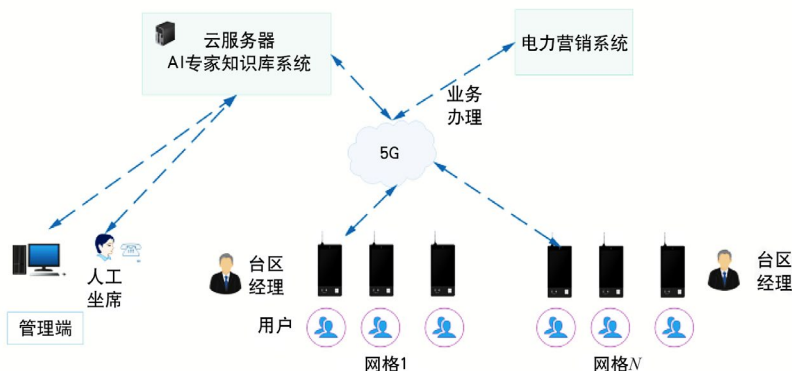 云服务器
AI专家知识库系统
电力营销系统
业务
办理
5G
人工
坐席
管理端
台区
经理
台区
经理
用户
网格1
网格N